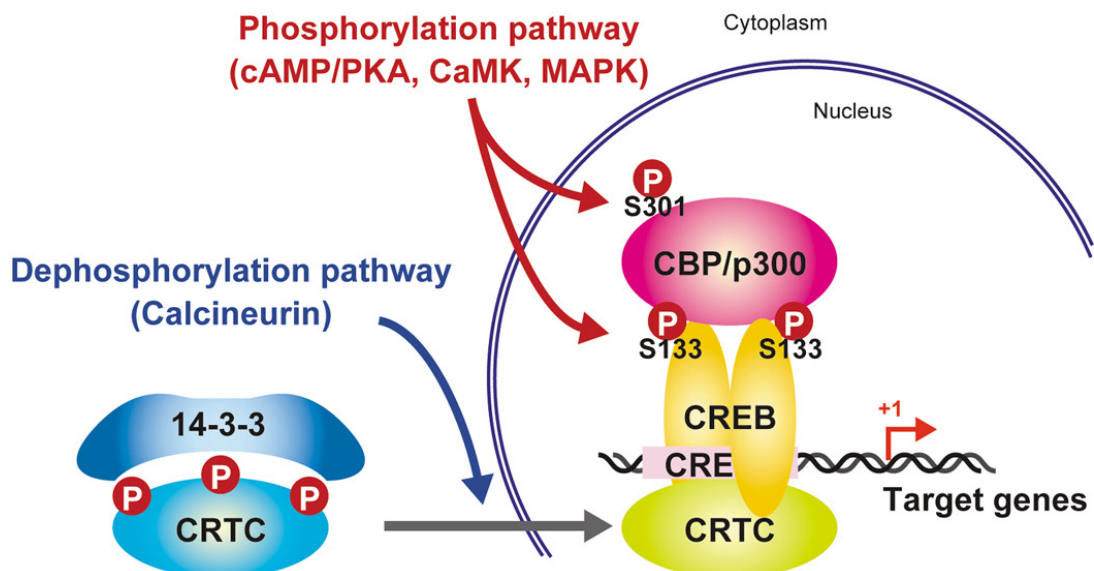 Phosphorylation pathway
(cAMP/PKA, CaMK, MAPK)
Cytoplasm
Nucleus
P
S301
CBP/p300
Dephosphorylation pathway
(Calcineurin)
P P
S133 S133
14-3-3
CREB
+1
P
P P
CRE
Target genes
CRTC
CRTC